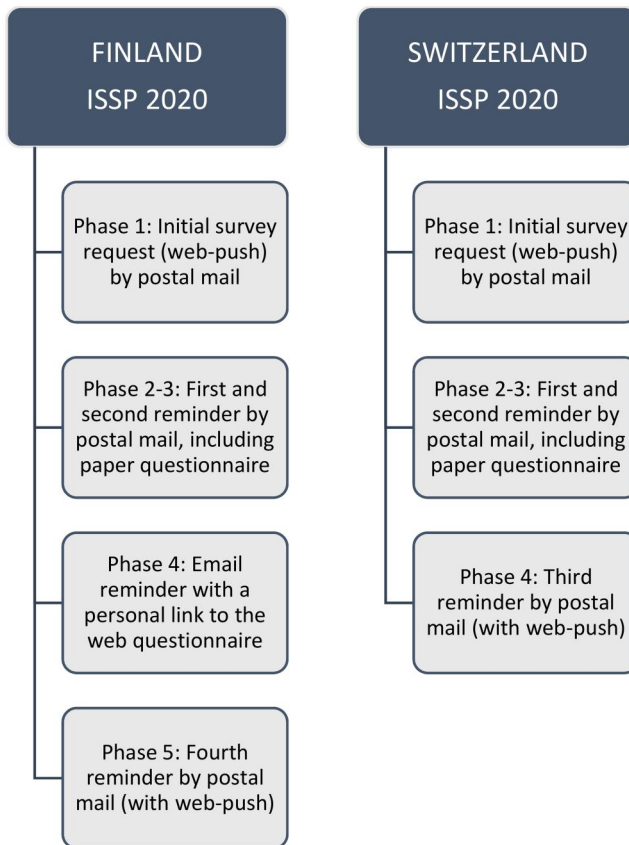 FINLAND
ISSP 2020
Phase 1: Initial survey
request (web-push)
by postal mail
Phase 2-3: First and
second reminder by
postal mail, including
paper questionnaire
Phase 4: Email
reminder with a
personal link to the
web questionnaire
Phase 5: Fourth
reminder by postal
mail (with web-push)
SWITZERLAND
ISSP 2020
Phase 1: Initial survey
request (web-push)
by postal mail
Phase 2-3: First and
second reminder by
postal mail, including
paper questionnaire
Phase 4: Third
reminder by postal
mail (with web-push)